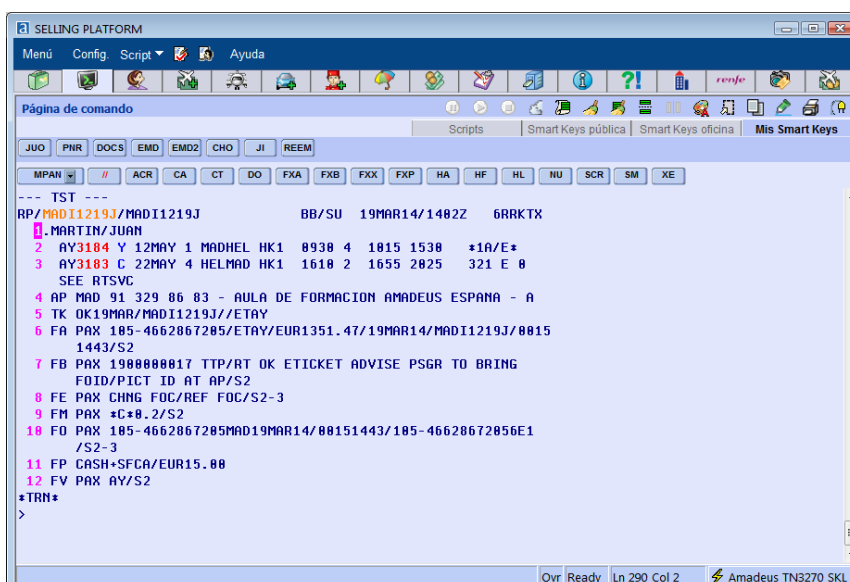 a SELLING PLATFORM
Menú Config. Script Ayuda
?! renfe
Página de comando
Scripts Smart Keys pública Smart Keys oficina Mis Smart Keys
JUO PNR DOCS EMD EMD2 CHO JI REEM
MPAN // ACR CA CT DO FXA FXB FXX FXP HA HF HL NU SCR SM XE
--- TST ---
RP/MADI1219J/MADI1219J BB/SU 19MAR14/1402Z 6RRKTX
1.MARTIN/JUAN
2 AY3184 Y 12MAY 1 MADHEL HK1 0930 4 1015 1530 *1A/E*
3 AY3183 C 22MAY 4 HELMAD HK1 1610 2 1655 2025 321 E 0
SEE RTSVC
4 AP MAD 91 329 86 83 - AULA DE FORMACION AMADEUS ESPANA - A
5 TK OK19MAR/MADI1219J//ETAY
6 FA PAX 105-4662867205/ETAY/EUR1351.47/19MAR14/MADI1219J/0015
1443/S2
7 FB PAX 1900000017 TTP/RT OK ETICKET ADVISE PSGR TO BRING
FOID/PICT ID AT AP/S2
8 FE PAX CHNG FOC/REF FOC/S2-3
9 FM PAX *C*0.2/S2
10 FO PAX 105-4662867205MAD19MAR14/00151443/105-46628672056E1
/S2-3
11 FP CASH+SFCA/EUR15.00
12 FV PAX AY/S2
*TRN*
>
Ovr Ready Ln 290 Col 2 Amadeus TN3270 SKL